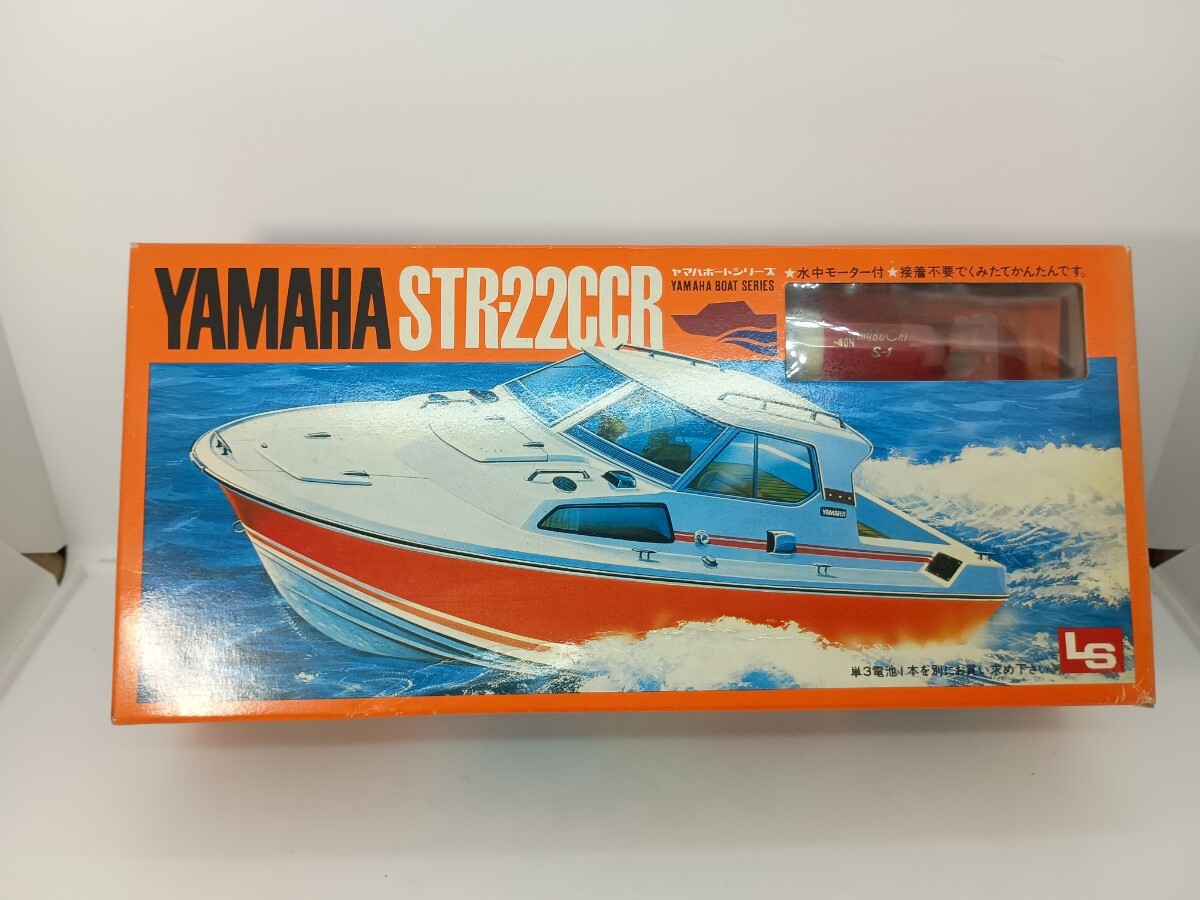 YAMAHA STR-22CCR
ヤマハボートシリーズ
YAMAHA BOAT SERIES
★水中モーター付★接着不要でくみたてかんたんです。
ON
MABUCHI
S-1
YAMAHA
単3電池1本を別にお買い求め下さい
LS